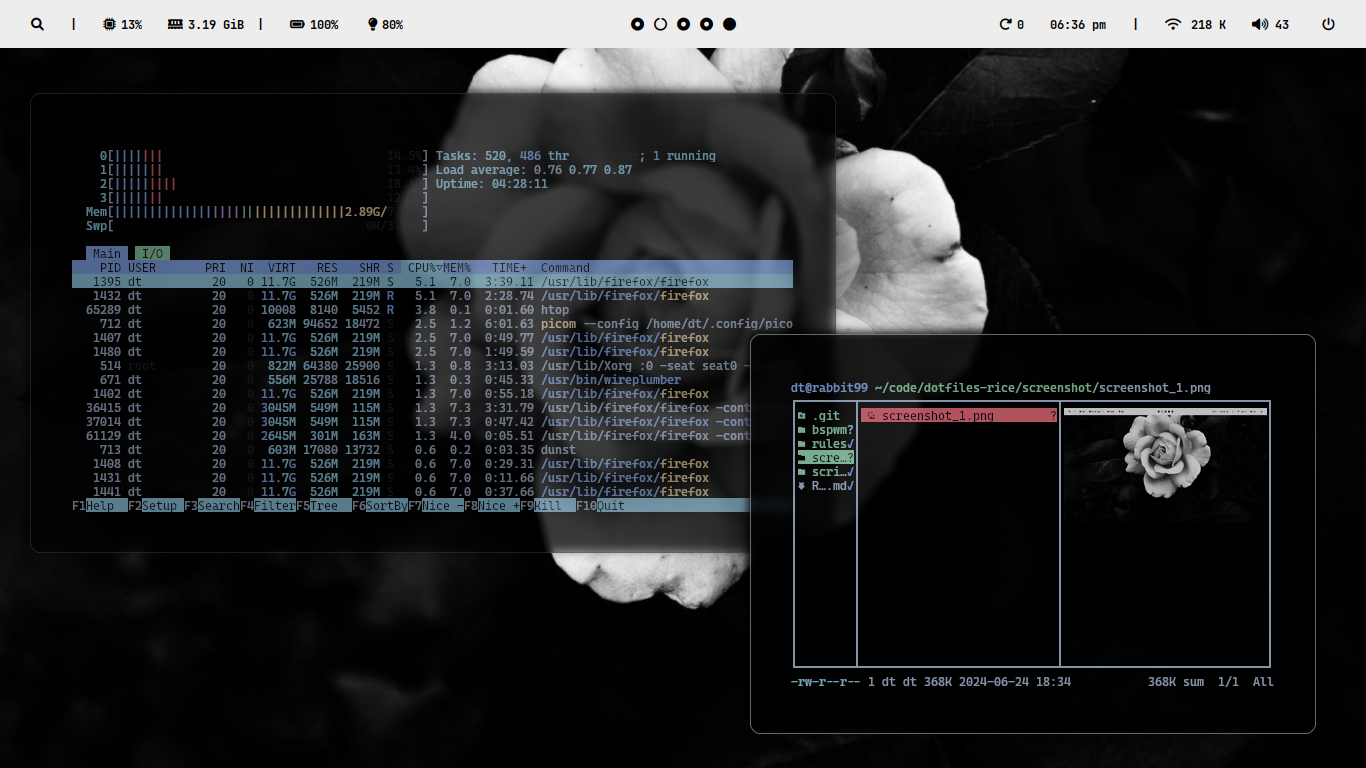 | 13% 3.19 GiB | 100% 80% 0 06:36 pm | 218 K 43
0[||||||| 14.5%] Tasks: 520, 486 thr ; 1 running
1[||||||| 13.4%] Load average: 0.76 0.77 0.87
2[||||||||| ] Uptime: 04:28:11
3[||||||| ]
Mem[|||||||||||||||||||||||||||||||||2.89G/ ]
Swp[ ]
Main I/O
PID USER PRI NI VIRT RES SHR S CPU%▽MEM% TIME+ Command
1395 dt 20 0 11.7G 526M 219M S 5.1 7.0 3:39.11 /usr/lib/firefox/firefox
1432 dt 20 0 11.7G 526M 219M R 5.1 7.0 2:28.74 /usr/lib/firefox/firefox
65289 dt 20 0 10008 8140 5452 R 3.8 0.1 0:01.60 htop
712 dt 20 0 623M 94652 18472 S 2.5 1.2 6:01.63 picom --config /home/dt/.config/pico
1407 dt 20 0 11.7G 526M 219M S 2.5 7.0 0:49.77 /usr/lib/firefox/firefox
1480 dt 20 0 11.7G 526M 219M S 2.5 7.0 1:49.59 /usr/lib/firefox/firefox
514 root 20 0 822M 64380 25900 S 1.3 0.8 3:13.03 /usr/lib/Xorg :0 -seat seat0 -
671 dt 20 0 556M 25788 18516 S 1.3 0.3 0:45.33 /usr/bin/wireplumber
1402 dt 20 0 11.7G 526M 219M S 1.3 7.0 0:55.18 /usr/lib/firefox/firefox
36415 dt 20 0 3045M 549M 115M S 1.3 7.3 3:31.79 /usr/lib/firefox/firefox -cont
37014 dt 20 0 3045M 549M 115M S 1.3 7.3 0:47.42 /usr/lib/firefox/firefox -cont
61129 dt 20 0 2645M 301M 163M S 1.3 4.0 0:05.51 /usr/lib/firefox/firefox -cont
713 dt 20 0 603M 17080 13732 S 0.6 0.2 0:03.35 dunst
1408 dt 20 0 11.7G 526M 219M S 0.6 7.0 0:29.31 /usr/lib/firefox/firefox
1431 dt 20 0 11.7G 526M 219M S 0.6 7.0 0:11.66 /usr/lib/firefox/firefox
1441 dt 20 0 11.7G 526M 219M S 0.6 7.0 0:37.66 /usr/lib/firefox/firefox
F1Help F2Setup F3SearchF4FilterF5Tree F6SortByF7Nice -F8Nice +F9Kill F10Quit
dt@rabbit99 ~/code/dotfiles-rice/screenshot/screenshot_1.png
.git screenshot_1.png ?
bspwm?
rules✓
scre…?
scri…✓
R….md✓
-rw-r--r-- 1 dt dt 368K 2024-06-24 18:34 368K sum 1/1 All